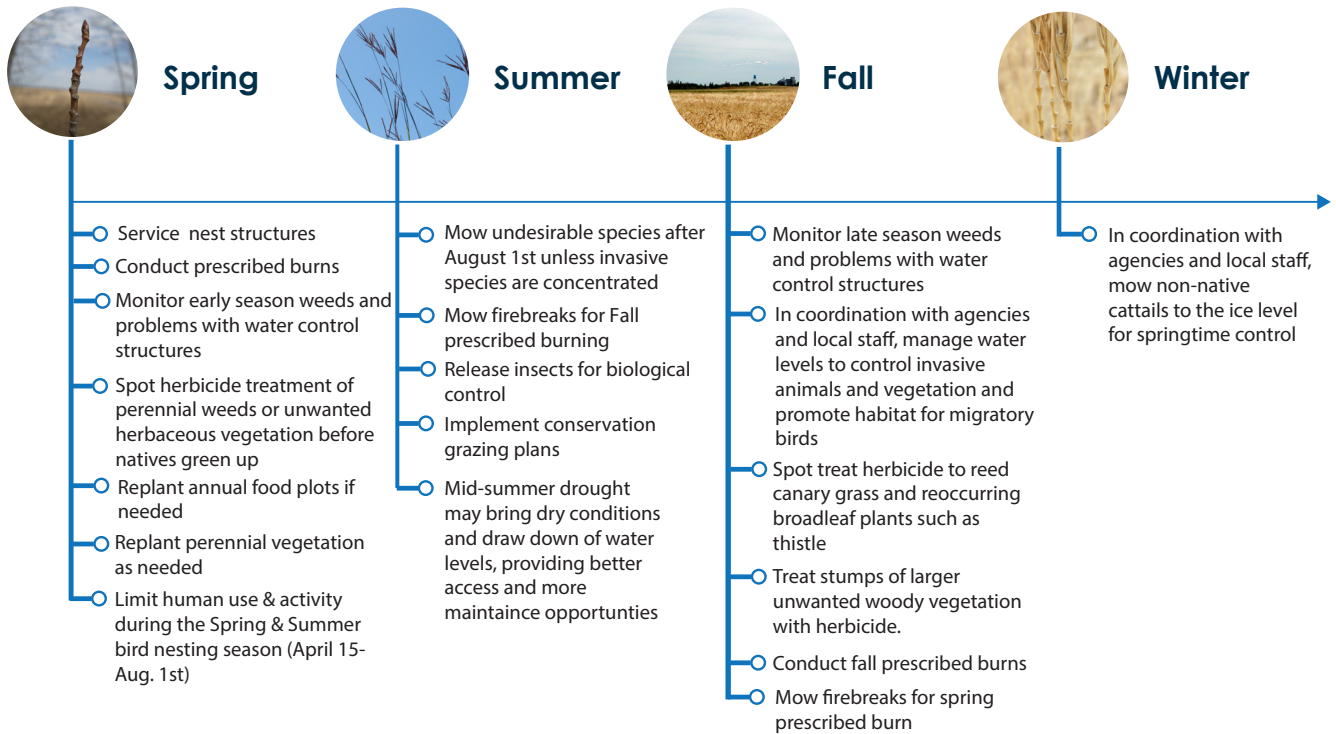 Spring
Service nest structures
Conduct prescribed burns
Monitor early season weeds and
problems with water control
structures
Spot herbicide treatment of
perennial weeds or unwanted
herbaceous vegetation before
natives green up
Replant annual food plots if
needed
Replant perennial vegetation
as needed
Limit human use & activity
during the Spring & Summer
bird nesting season (April 15-
Aug. 1st)
Summer
Mow undesirable species after
August 1st unless invasive
species are concentrated
Mow firebreaks for Fall
prescribed burning
Release insects for biological
control
Implement conservation
grazing plans
Mid-summer drought
may bring dry conditions
and draw down of water
levels, providing better
access and more
maintaince opportunties
Fall
Monitor late season weeds
and problems with water
control structures
In coordination with agencies
and local staff, manage water
levels to control invasive
animals and vegetation and
promote habitat for migratory
birds
Spot treat herbicide to reed
canary grass and reoccurring
broadleaf plants such as
thistle
Treat stumps of larger
unwanted woody vegetation
with herbicide.
Conduct fall prescribed burns
Mow firebreaks for spring
prescribed burn
Winter
In coordination with
agencies and local staff,
mow non-native
cattails to the ice level
for springtime control